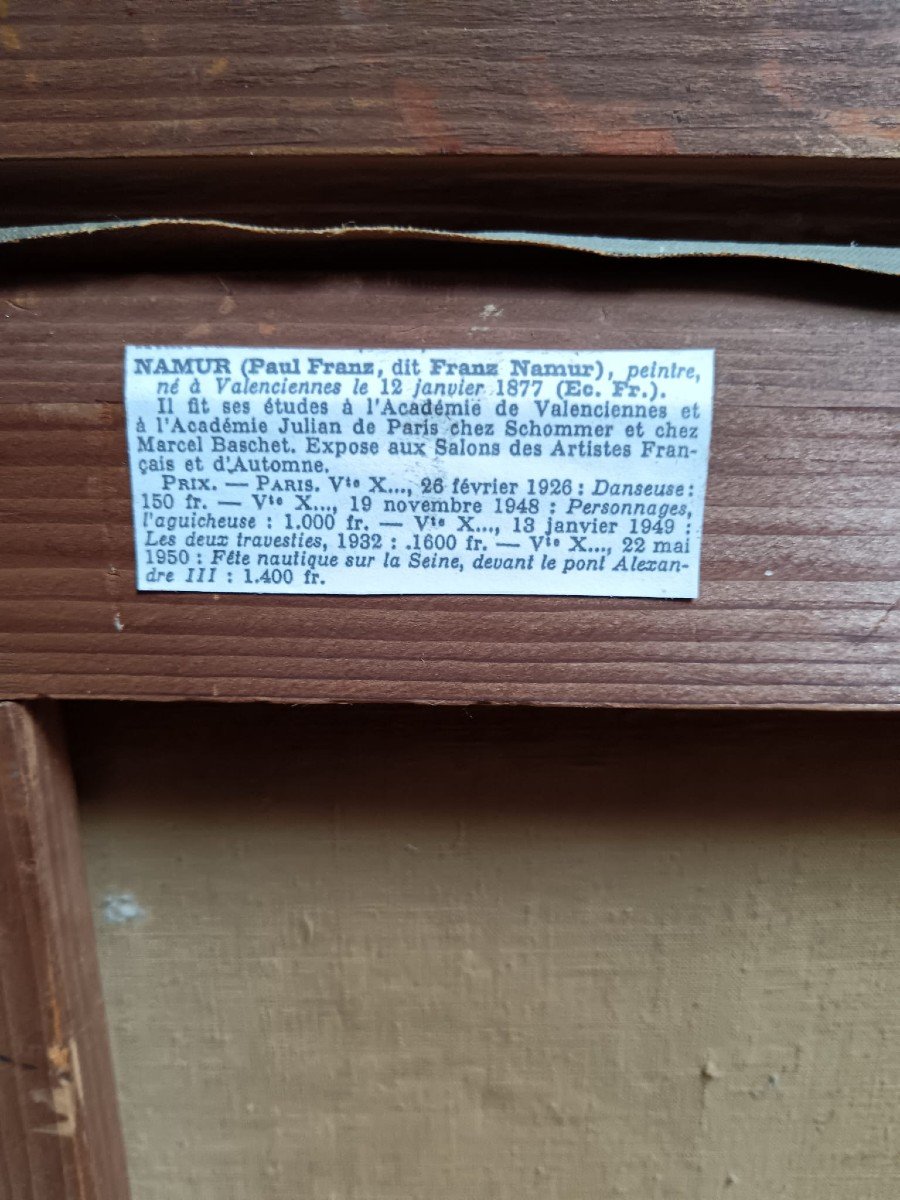 NAMUR (Paul Franz, dit Franz Namur), peintre,
né à Valenciennes le 12 janvier 1877 (Ec. Fr.).
Il fit ses études à l'Académie de Valenciennes et
à l'Académie Julian de Paris chez Schommer et chez
Marcel Baschet. Expose aux Salons des Artistes Fran-
çais et d'Automne.
PRIX. — PARIS. Vte X..., 26 février 1926 : Danseuse :
150 fr. — Vte X..., 19 novembre 1948 : Personnages,
l'aguicheuse : 1.000 fr. — Vte X..., 13 janvier 1949 :
Les deux travesties, 1932 : .1600 fr. — Vte X..., 22 mai
1950 : Fête nautique sur la Seine, devant le pont Alexan-
dre III : 1.400 fr.